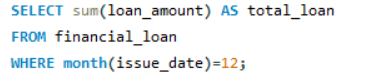 SELECT sum(loan_amount) AS total_loan
FROM financial_loan
WHERE month(issue_date)=12;